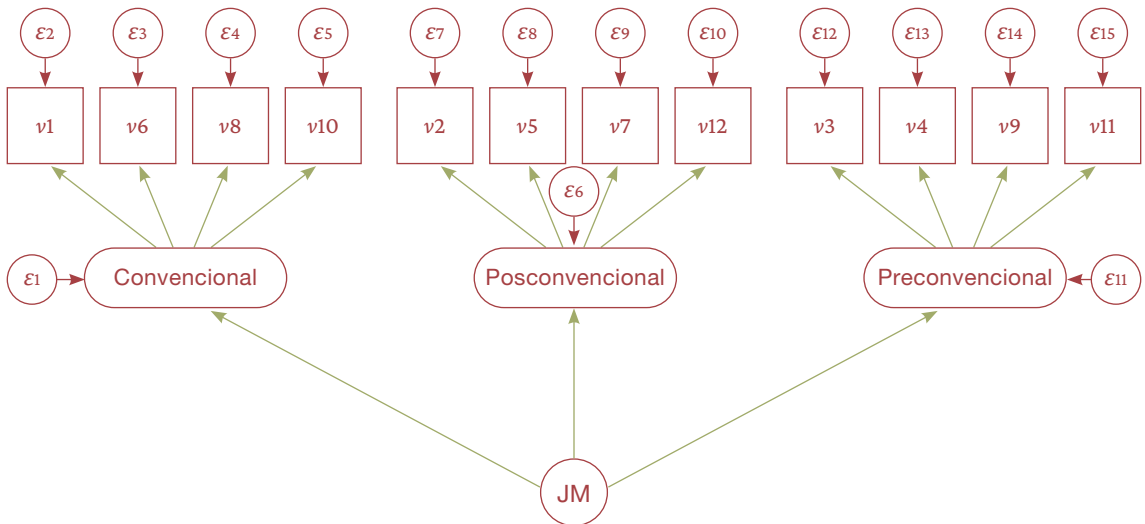 ε2 ε3 ε4 ε5 ε7 ε8 ε9 ε10 ε12 ε13 ε14 ε15
v1 v6 v8 v10 v2 v5 v7 v12 v3 v4 v9 v11
ε6
ε1 Convencional Posconvencional Preconvencional ε11
JM